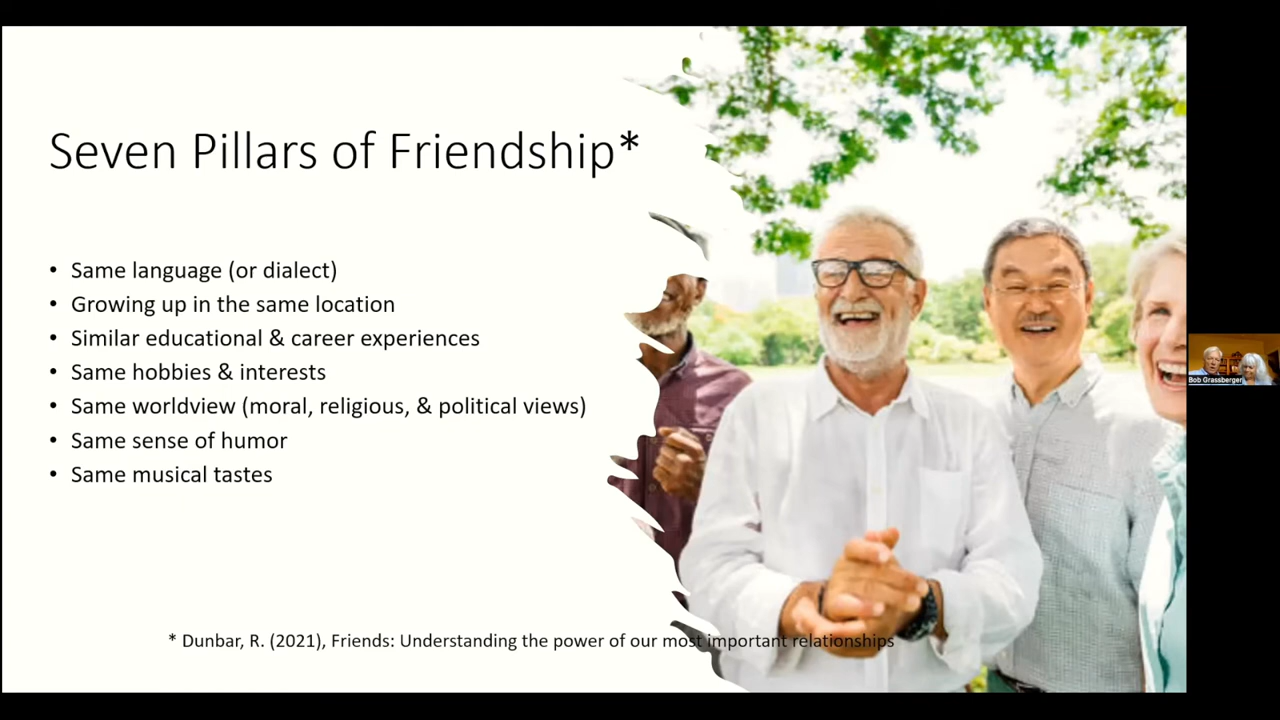 Seven Pillars of Friendship*
• Same language (or dialect)
• Growing up in the same location
• Similar educational & career experiences
• Same hobbies & interests
• Same worldview (moral, religious, & political views)
• Same sense of humor
• Same musical tastes
* Dunbar, R. (2021), Friends: Understanding the power of our most important relationships
Bob Grassberger